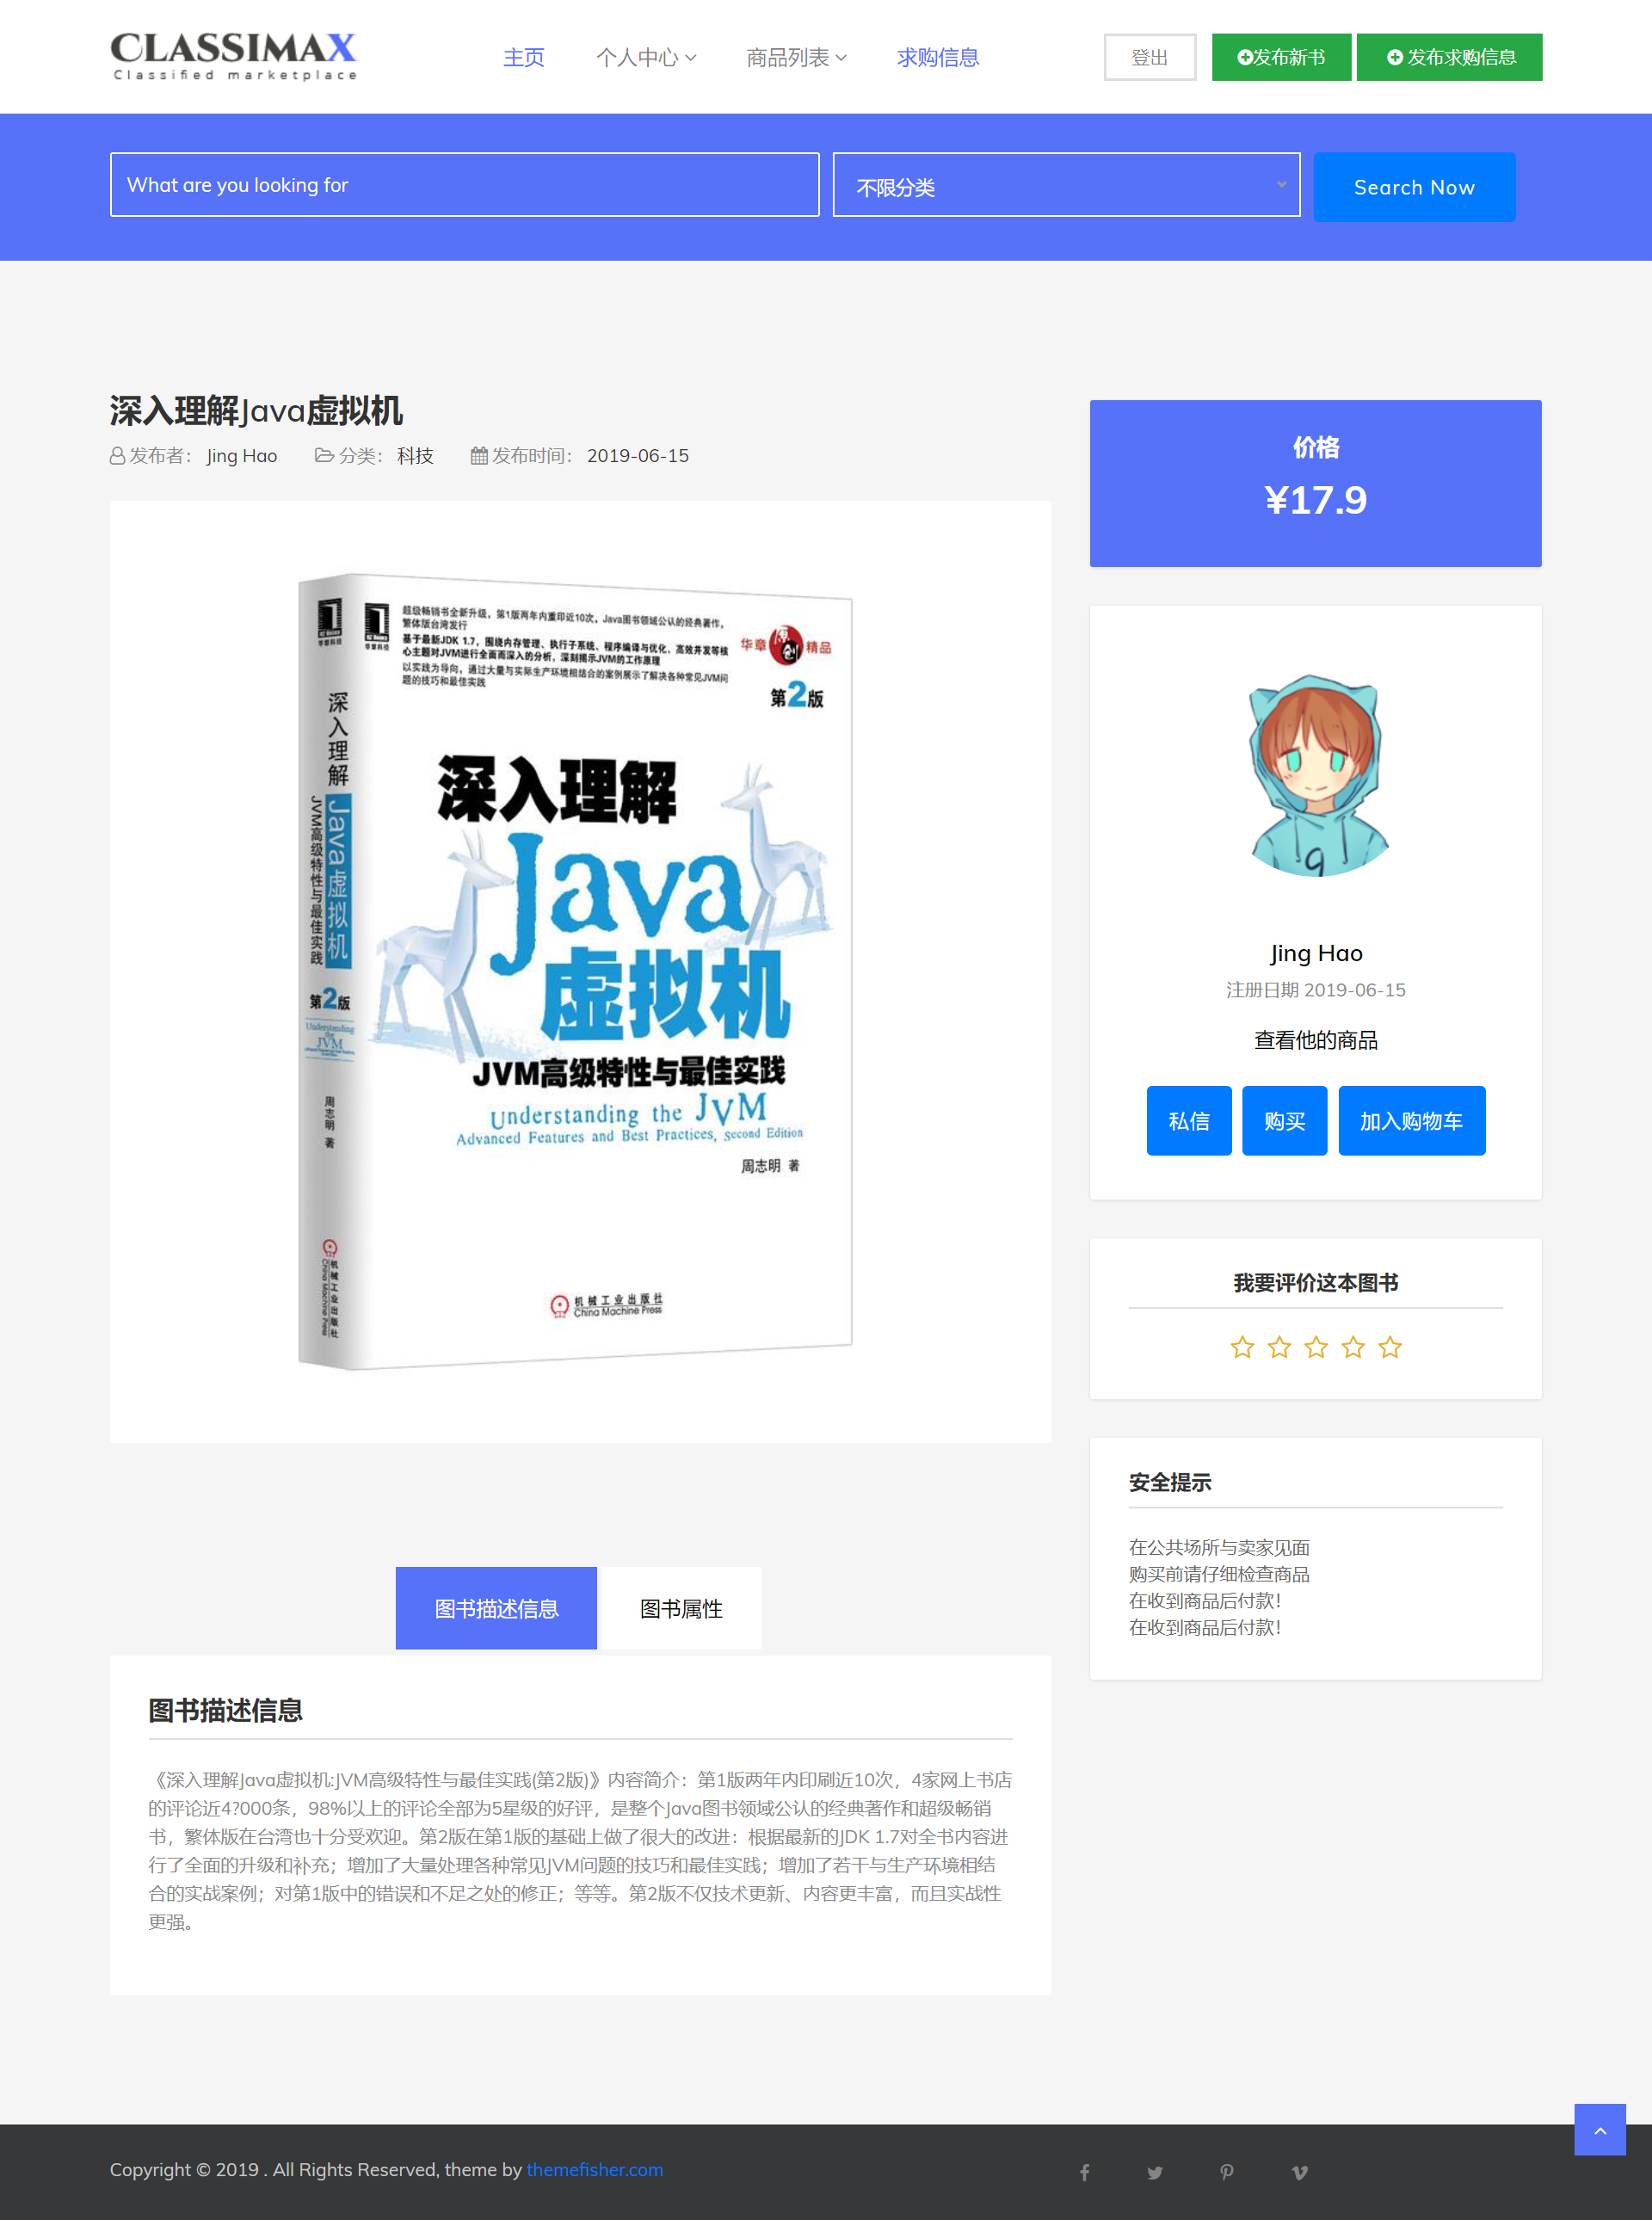 CLASSIMAX
Classified marketplace
主页
个人中心
商品列表
求购信息
登出
发布新书
发布求购信息
What are you looking for
不限分类
Search Now
深入理解Java虚拟机
发布者： Jing Hao
分类： 科技
发布时间： 2019-06-15
华章科技
深入理解Java虚拟机
JVM高级特性与最佳实践
第2版
Understanding the JVM
周志明 著
机械工业出版社
China Machine Press
华章科技
超级畅销书全新升级，第1版两年内重印近10次，Java图书领域公认的经典著作，
繁体版台湾发行
基于最新JDK 1.7，围绕内存管理、执行子系统、程序编译与优化、高效并发等核
心主题对JVM进行全面而深入的分析，深刻揭示JVM的工作原理
以实践为导向，通过大量与实际生产环境相结合的案例展示了解决各种常见JVM问
题的技巧和最佳实践
华章原创精品
第2版
深入理解
Java
虚拟机
JVM高级特性与最佳实践
Understanding the JVM
Advanced Features and Best Practices, Second Edition
周志明 著
机械工业出版社
China Machine Press
图书描述信息
图书属性
图书描述信息
《深入理解Java虚拟机:JVM高级特性与最佳实践(第2版)》内容简介：第1版两年内印刷近10次，4家网上书店
的评论近4?000条，98%以上的评论全部为5星级的好评，是整个Java图书领域公认的经典著作和超级畅销
书，繁体版在台湾也十分受欢迎。第2版在第1版的基础上做了很大的改进：根据最新的JDK 1.7对全书内容进
行了全面的升级和补充；增加了大量处理各种常见JVM问题的技巧和最佳实践；增加了若干与生产环境相结
合的实战案例；对第1版中的错误和不足之处的修正；等等。第2版不仅技术更新、内容更丰富，而且实战性
更强。
价格
¥17.9
9
Jing Hao
注册日期 2019-06-15
查看他的商品
私信
购买
加入购物车
我要评价这本图书
安全提示
在公共场所与卖家见面
购买前请仔细检查商品
在收到商品后付款！
在收到商品后付款！
Copyright © 2019 . All Rights Reserved, theme by themefisher.com